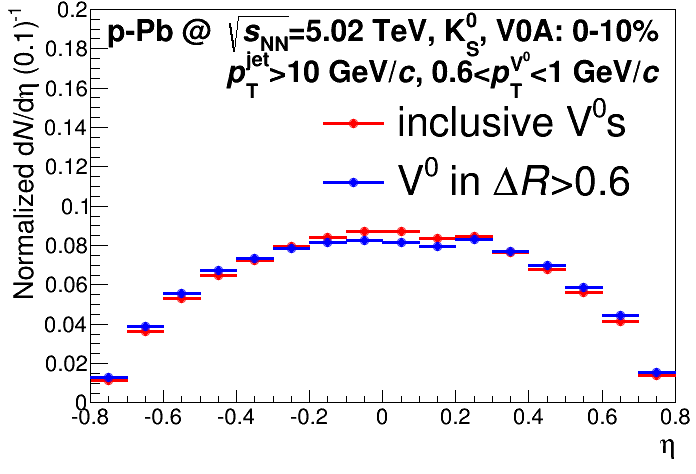 p-Pb @ √s_NN=5.02 TeV, K⁰_S, V0A: 0-10%
p_T^jet>10 GeV/c, 0.6<p_T^V⁰<1 GeV/c
inclusive V⁰s
V⁰ in ΔR>0.6
Normalized dN/dη (0.1)⁻¹
0.2
0.18
0.16
0.14
0.12
0.1
0.08
0.06
0.04
0.02
0
-0.8 -0.6 -0.4 -0.2 0 0.2 0.4 0.6 0.8
η